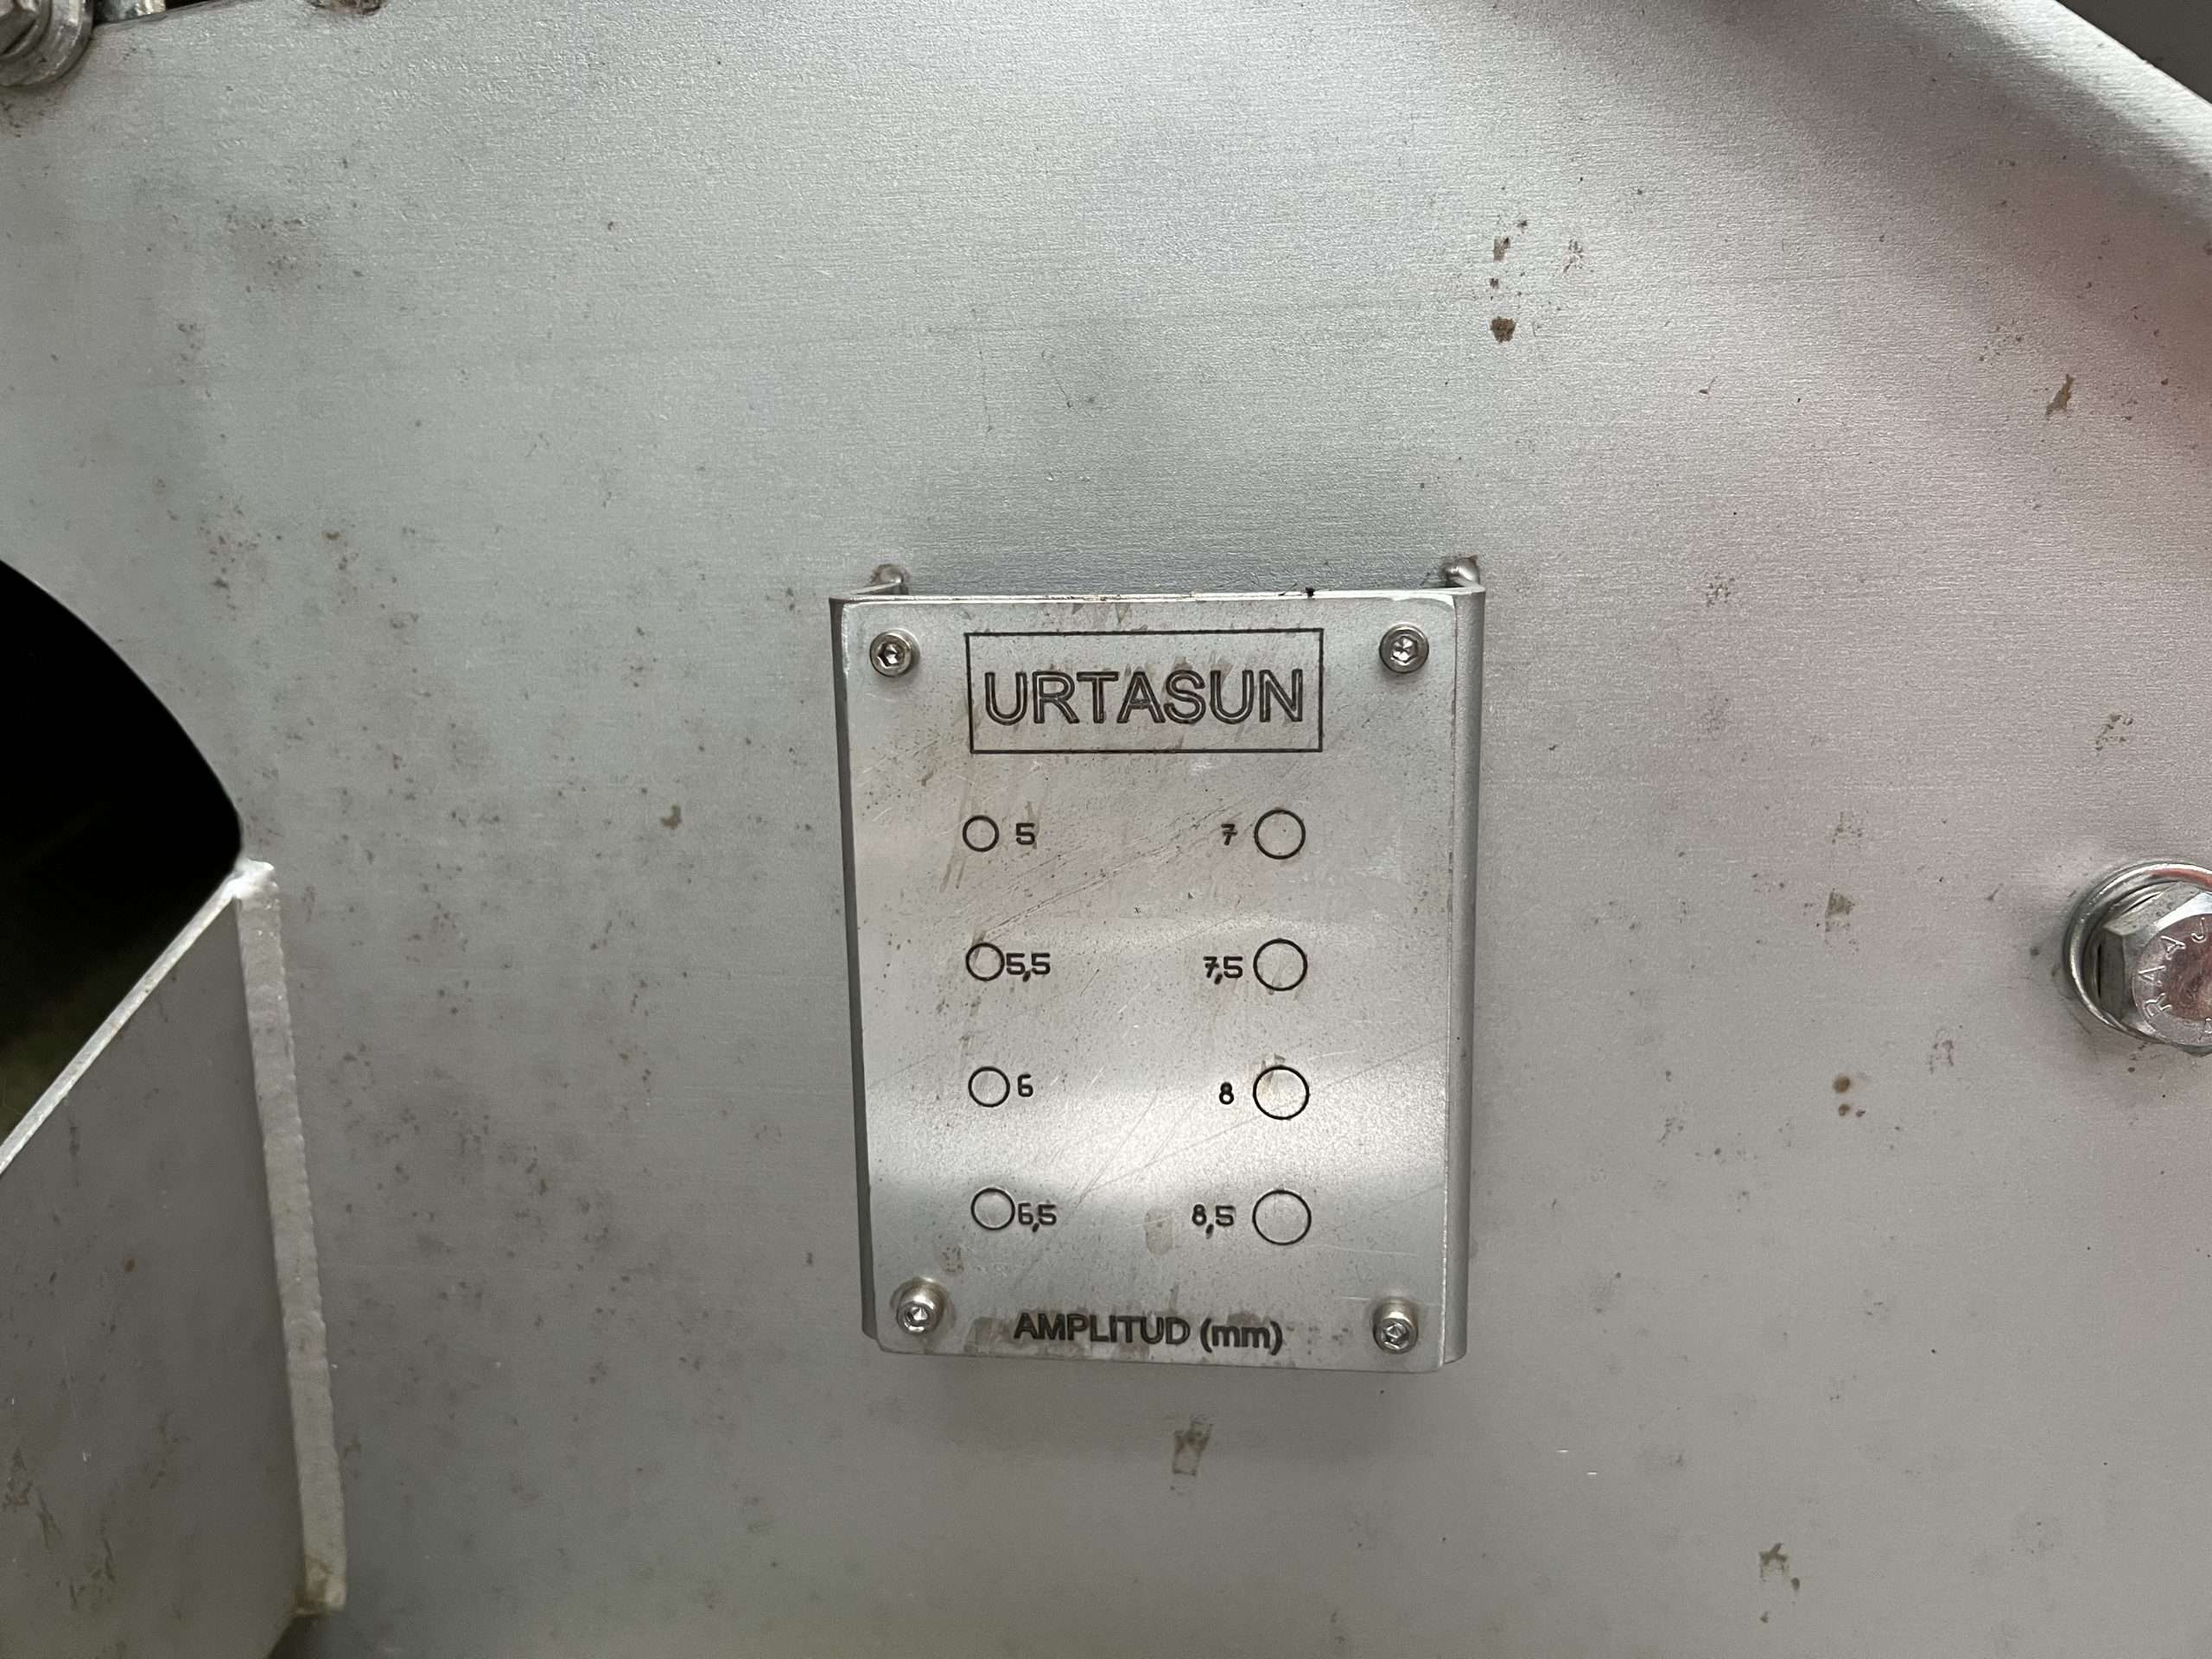 URTASUN
5 7
5,5 7,5
6 8
6,5 8,5
AMPLITUD (mm)